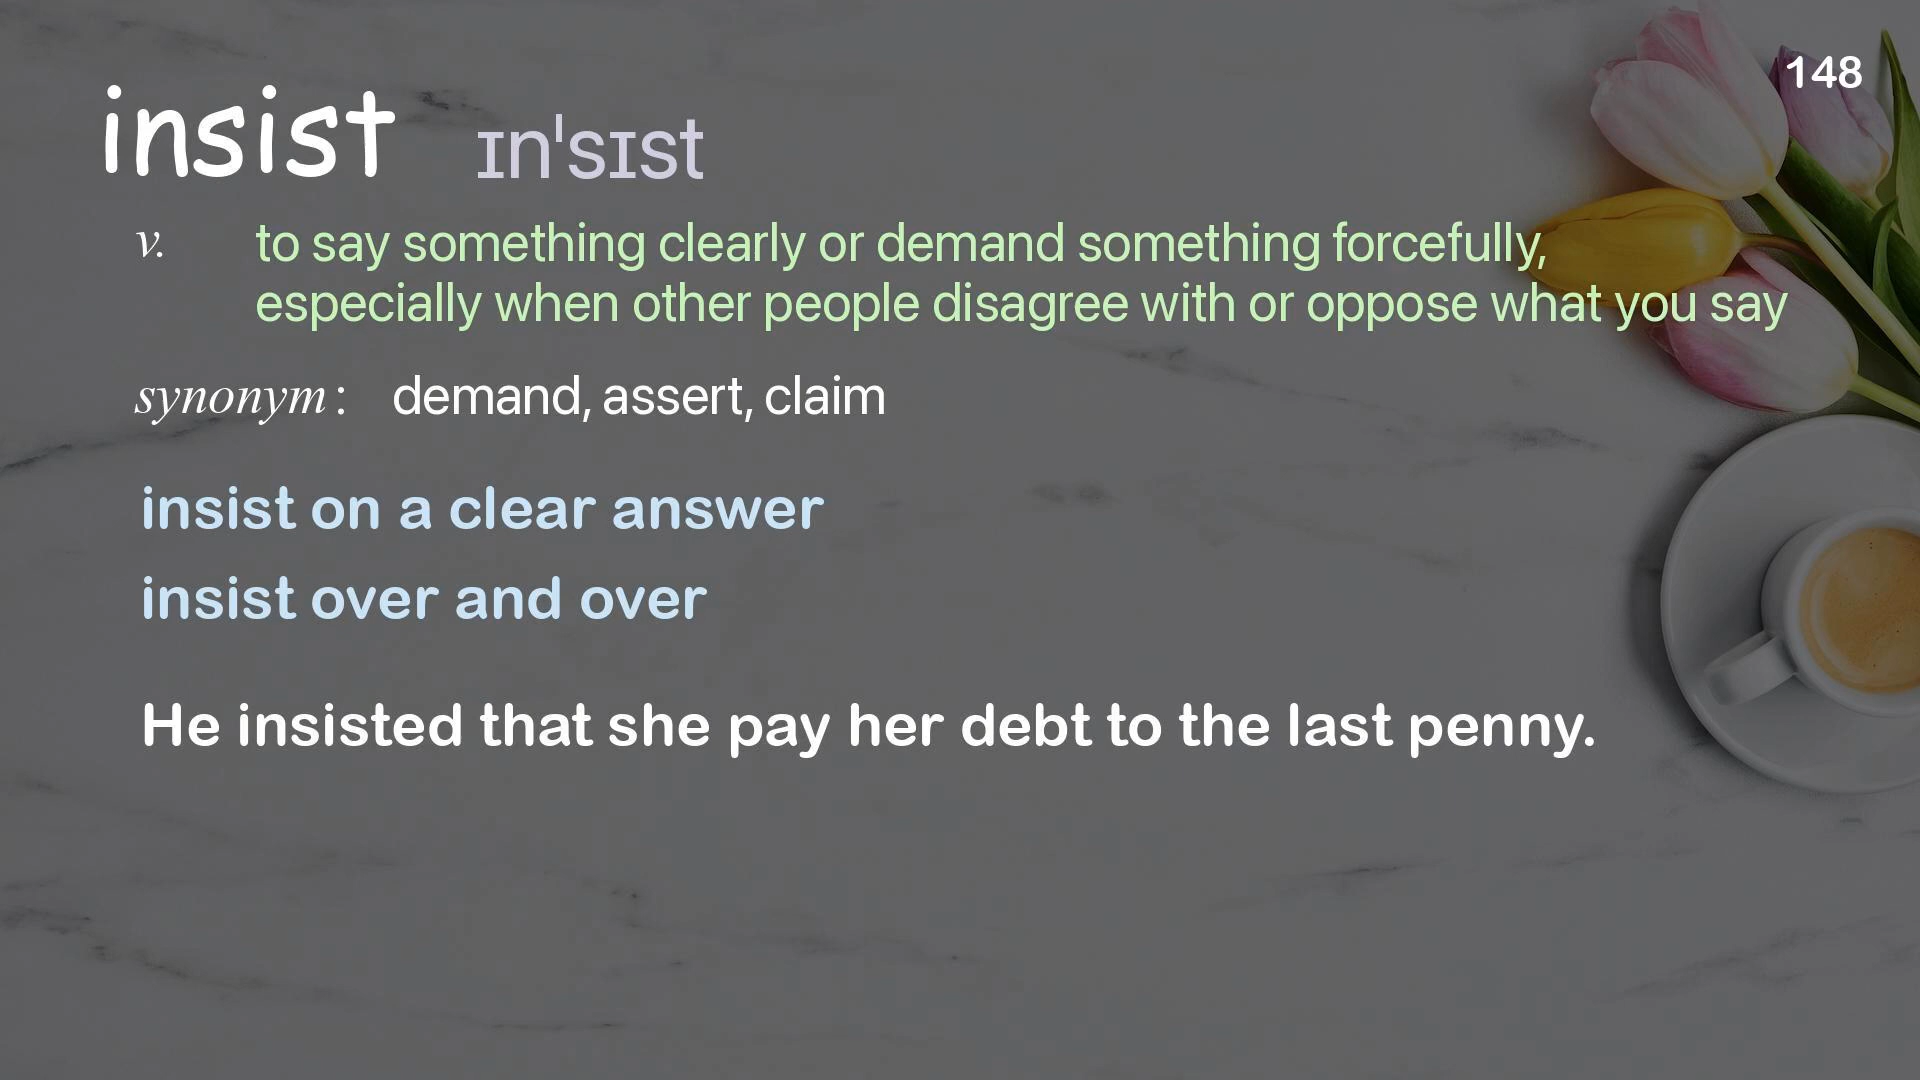 148
insist ɪnˈsɪst
v. to say something clearly or demand something forcefully,
especially when other people disagree with or oppose what you say
synonym : demand, assert, claim
insist on a clear answer
insist over and over
He insisted that she pay her debt to the last penny.